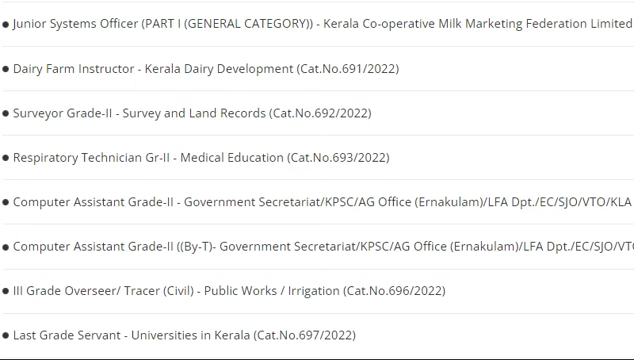 Junior Systems Officer (PART I (GENERAL CATEGORY)) - Kerala Co-operative Milk Marketing Federation Limited
Dairy Farm Instructor - Kerala Dairy Development (Cat.No.691/2022)
Surveyor Grade-II - Survey and Land Records (Cat.No.692/2022)
Respiratory Technician Gr-II - Medical Education (Cat.No.693/2022)
Computer Assistant Grade-II - Government Secretariat/KPSC/AG Office (Ernakulam)/LFA Dpt./EC/SJO/VTO/KLA
Computer Assistant Grade-II ((By-T)- Government Secretariat/KPSC/AG Office (Ernakulam)/LFA Dpt./EC/SJO/
III Grade Overseer/ Tracer (Civil) - Public Works / Irrigation (Cat.No.696/2022)
Last Grade Servant - Universities in Kerala (Cat.No.697/2022)